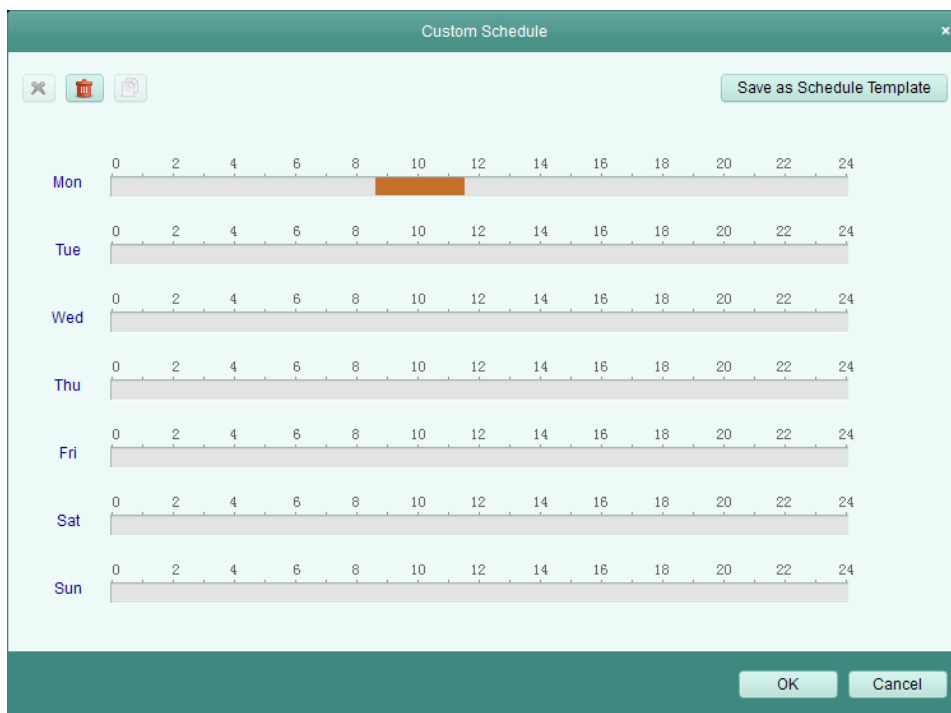 Custom Schedule
Save as Schedule Template
0 2 4 6 8 10 12 14 16 18 20 22 24
Mon
0 2 4 6 8 10 12 14 16 18 20 22 24
Tue
0 2 4 6 8 10 12 14 16 18 20 22 24
Wed
0 2 4 6 8 10 12 14 16 18 20 22 24
Thu
0 2 4 6 8 10 12 14 16 18 20 22 24
Fri
0 2 4 6 8 10 12 14 16 18 20 22 24
Sat
0 2 4 6 8 10 12 14 16 18 20 22 24
Sun
OK Cancel